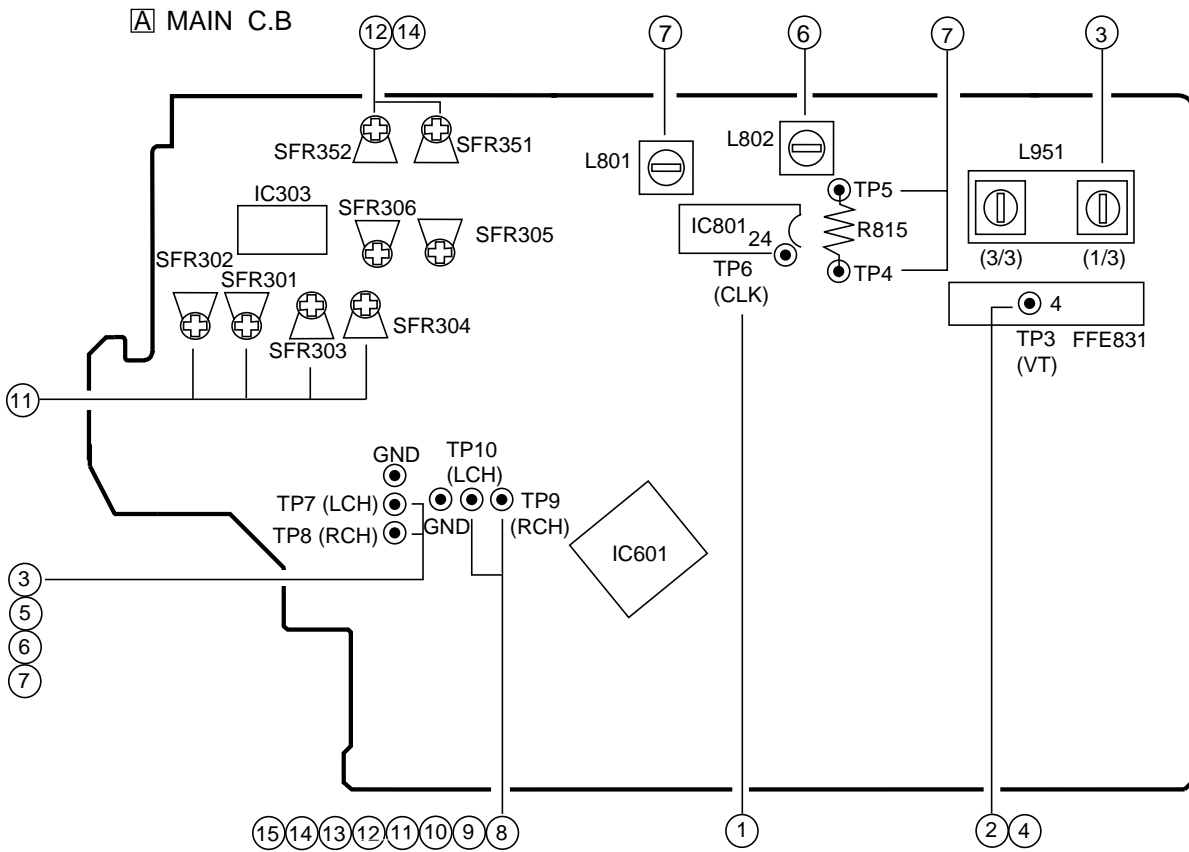 A MAIN C.B
12 14
7
6
7
3
SFR352
SFR351
L801
L802
L951
IC303
SFR306
SFR305
IC801
24
TP5
R815
TP4
(3/3)
(1/3)
SFR302
SFR301
TP6
(CLK)
SFR303
SFR304
4
TP3
(VT)
FFE831
11
GND
TP10
(LCH)
TP7 (LCH)
TP8 (RCH)
GND
TP9
(RCH)
IC601
3
5
6
7
15 14 13 12 11 10 9 8
1
2 4